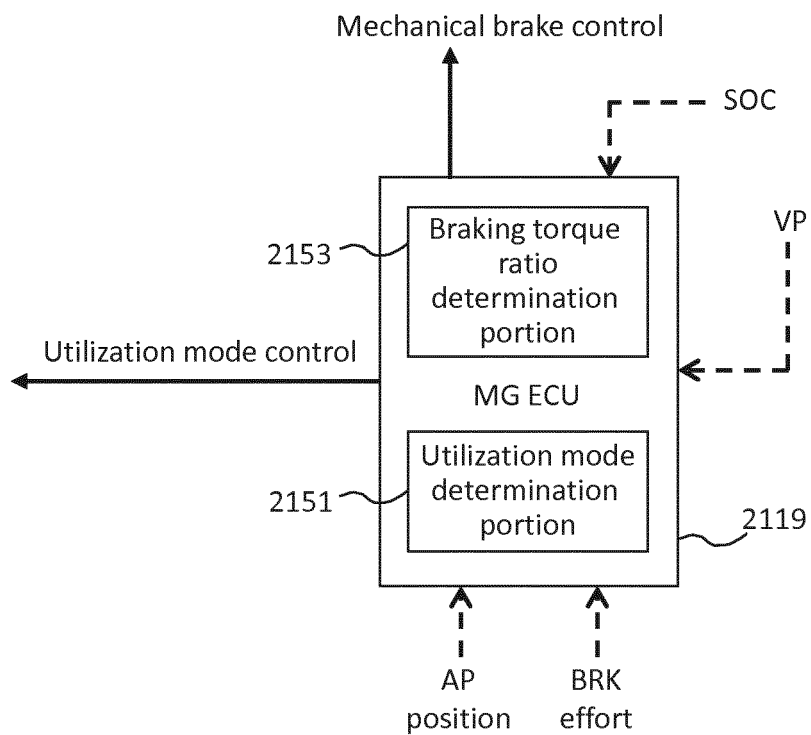 Mechanical brake control
SOC
VP
2153
Braking torque
ratio
determination
portion
Utilization mode control
MG ECU
2151
Utilization mode
determination
portion
2119
AP
position
BRK
effort